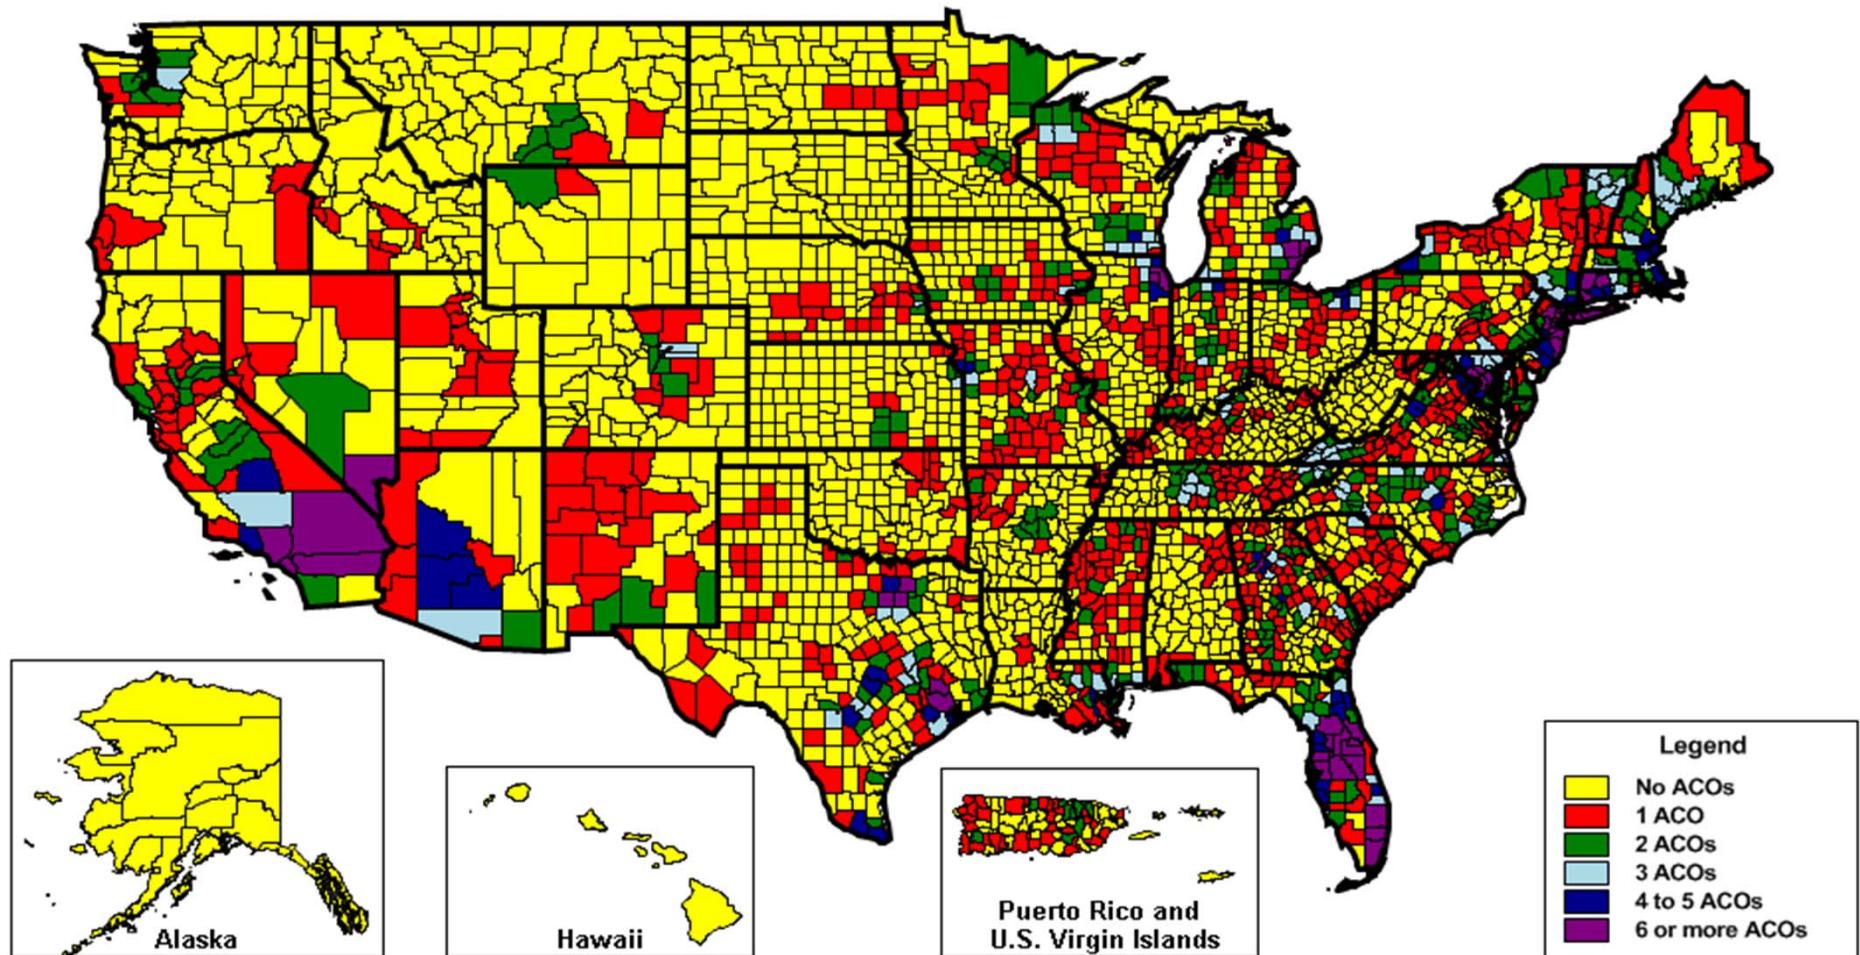 Legend
No ACOs
1 ACO
2 ACOs
3 ACOs
4 to 5 ACOs
6 or more ACOs
Alaska
Hawaii
Puerto Rico and
U.S. Virgin Islands